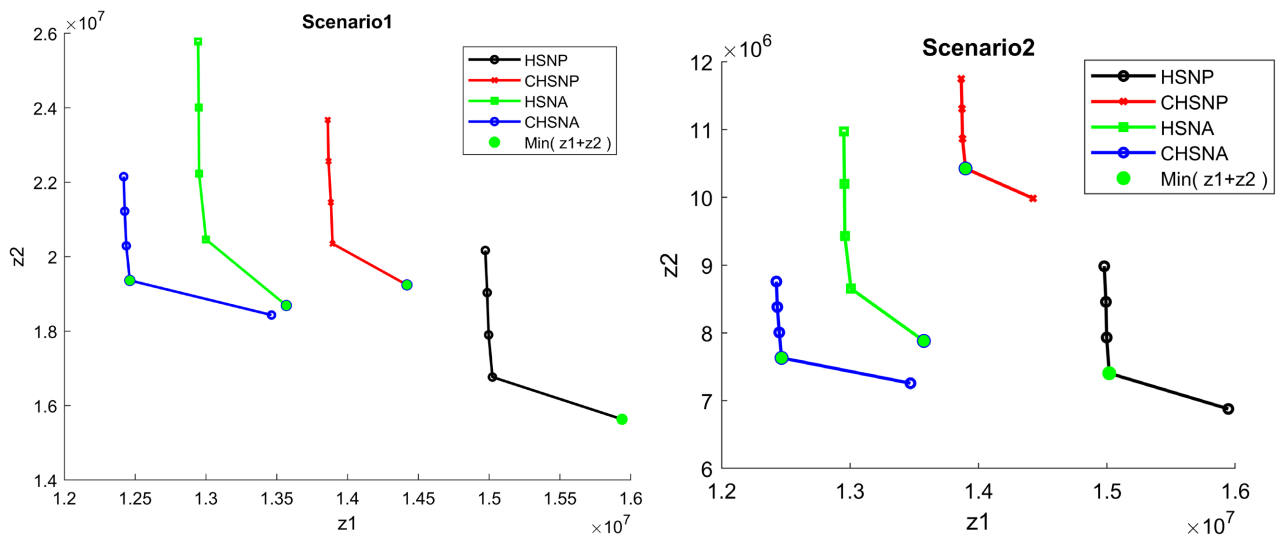 Scenario1
×10⁷
2.6
2.4
2.2
2
1.8
1.6
1.4
z2
1.2
1.25
1.3
1.35
1.4
1.45
1.5
1.55
1.6
z1
×10⁷
HSNP
CHSNP
HSNA
CHSNA
Min( z1+z2 )
Scenario2
×10⁶
12
11
10
9
8
7
6
z2
1.2
1.3
1.4
1.5
1.6
z1
×10⁷
HSNP
CHSNP
HSNA
CHSNA
Min( z1+z2 )